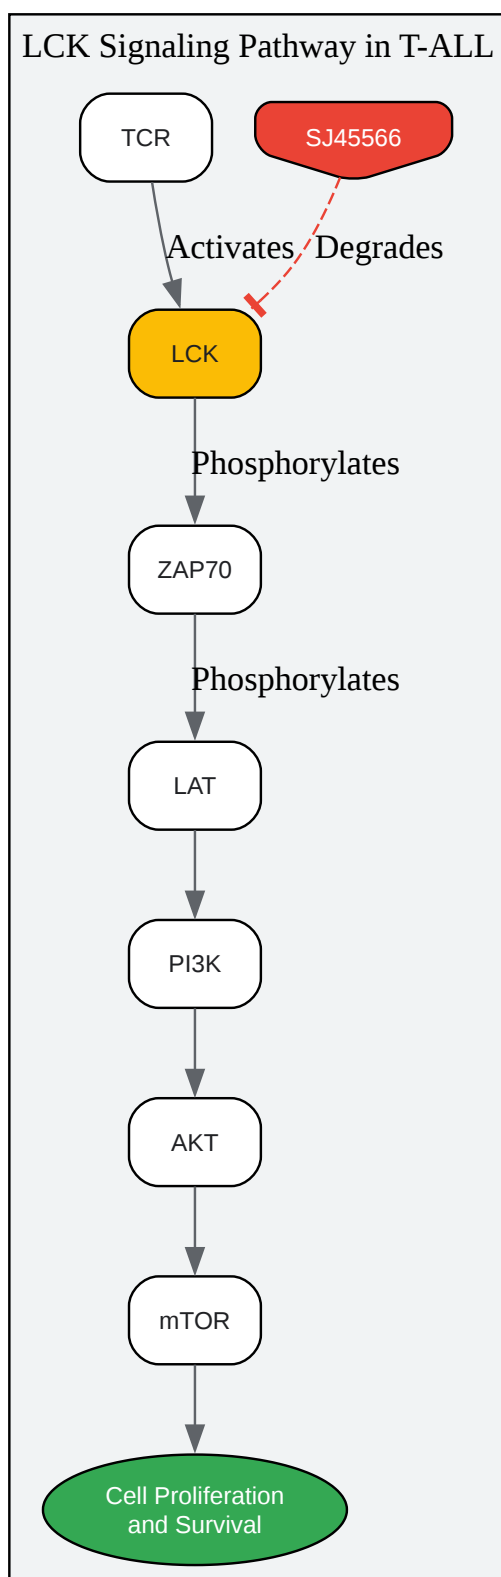 LCK Signaling Pathway in T-ALL
TCR
SJ45566
Activates
Degrades
LCK
Phosphorylates
ZAP70
Phosphorylates
LAT
PI3K
AKT
mTOR
Cell Proliferation
and Survival